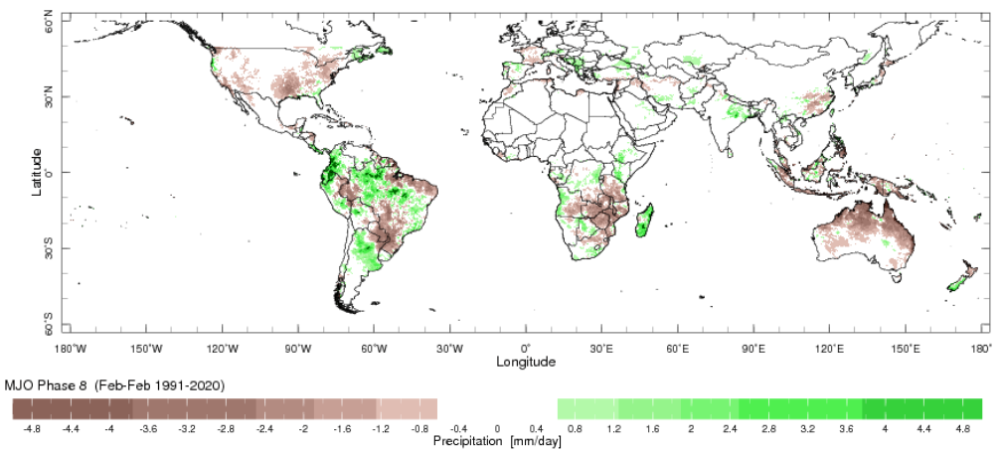 60°N
30°N
0°
30°S
60°S
Latitude
180°W 150°W 120°W 90°W 60°W 30°W 0° 30°E 60°E 90°E 120°E 150°E 180°
Longitude
MJO Phase 8 (Feb-Feb 1991-2020)
-4.8 -4.4 -4 -3.6 -3.2 -2.8 -2.4 -2 -1.6 -1.2 -0.8 -0.4 0 0.4 0.8 1.2 1.6 2 2.4 2.8 3.2 3.6 4 4.4 4.8
Precipitation [mm/day]